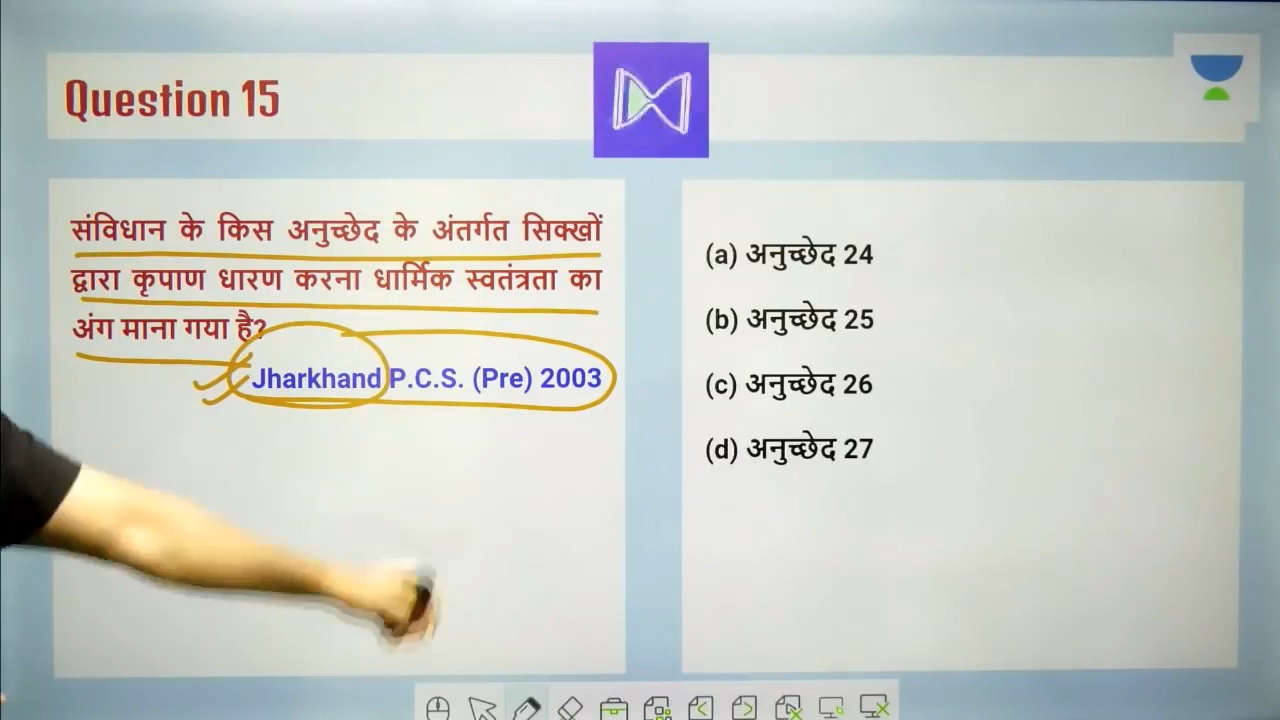 Question 15
संविधान के किस अनुच्छेद के अंतर्गत सिक्खों
द्वारा कृपाण धारण करना धार्मिक स्वतंत्रता का
अंग माना गया है?
Jharkhand P.C.S. (Pre) 2003
(a) अनुच्छेद 24
(b) अनुच्छेद 25
(c) अनुच्छेद 26
(d) अनुच्छेद 27